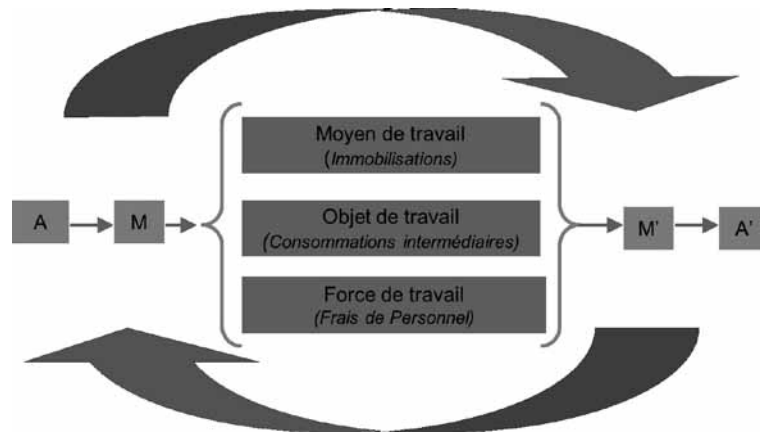 Moyen de travail
(Immobilisations)
A
M
Objet de travail
(Consommations intermédiaires)
M'
A'
Force de travail
(Frais de Personnel)